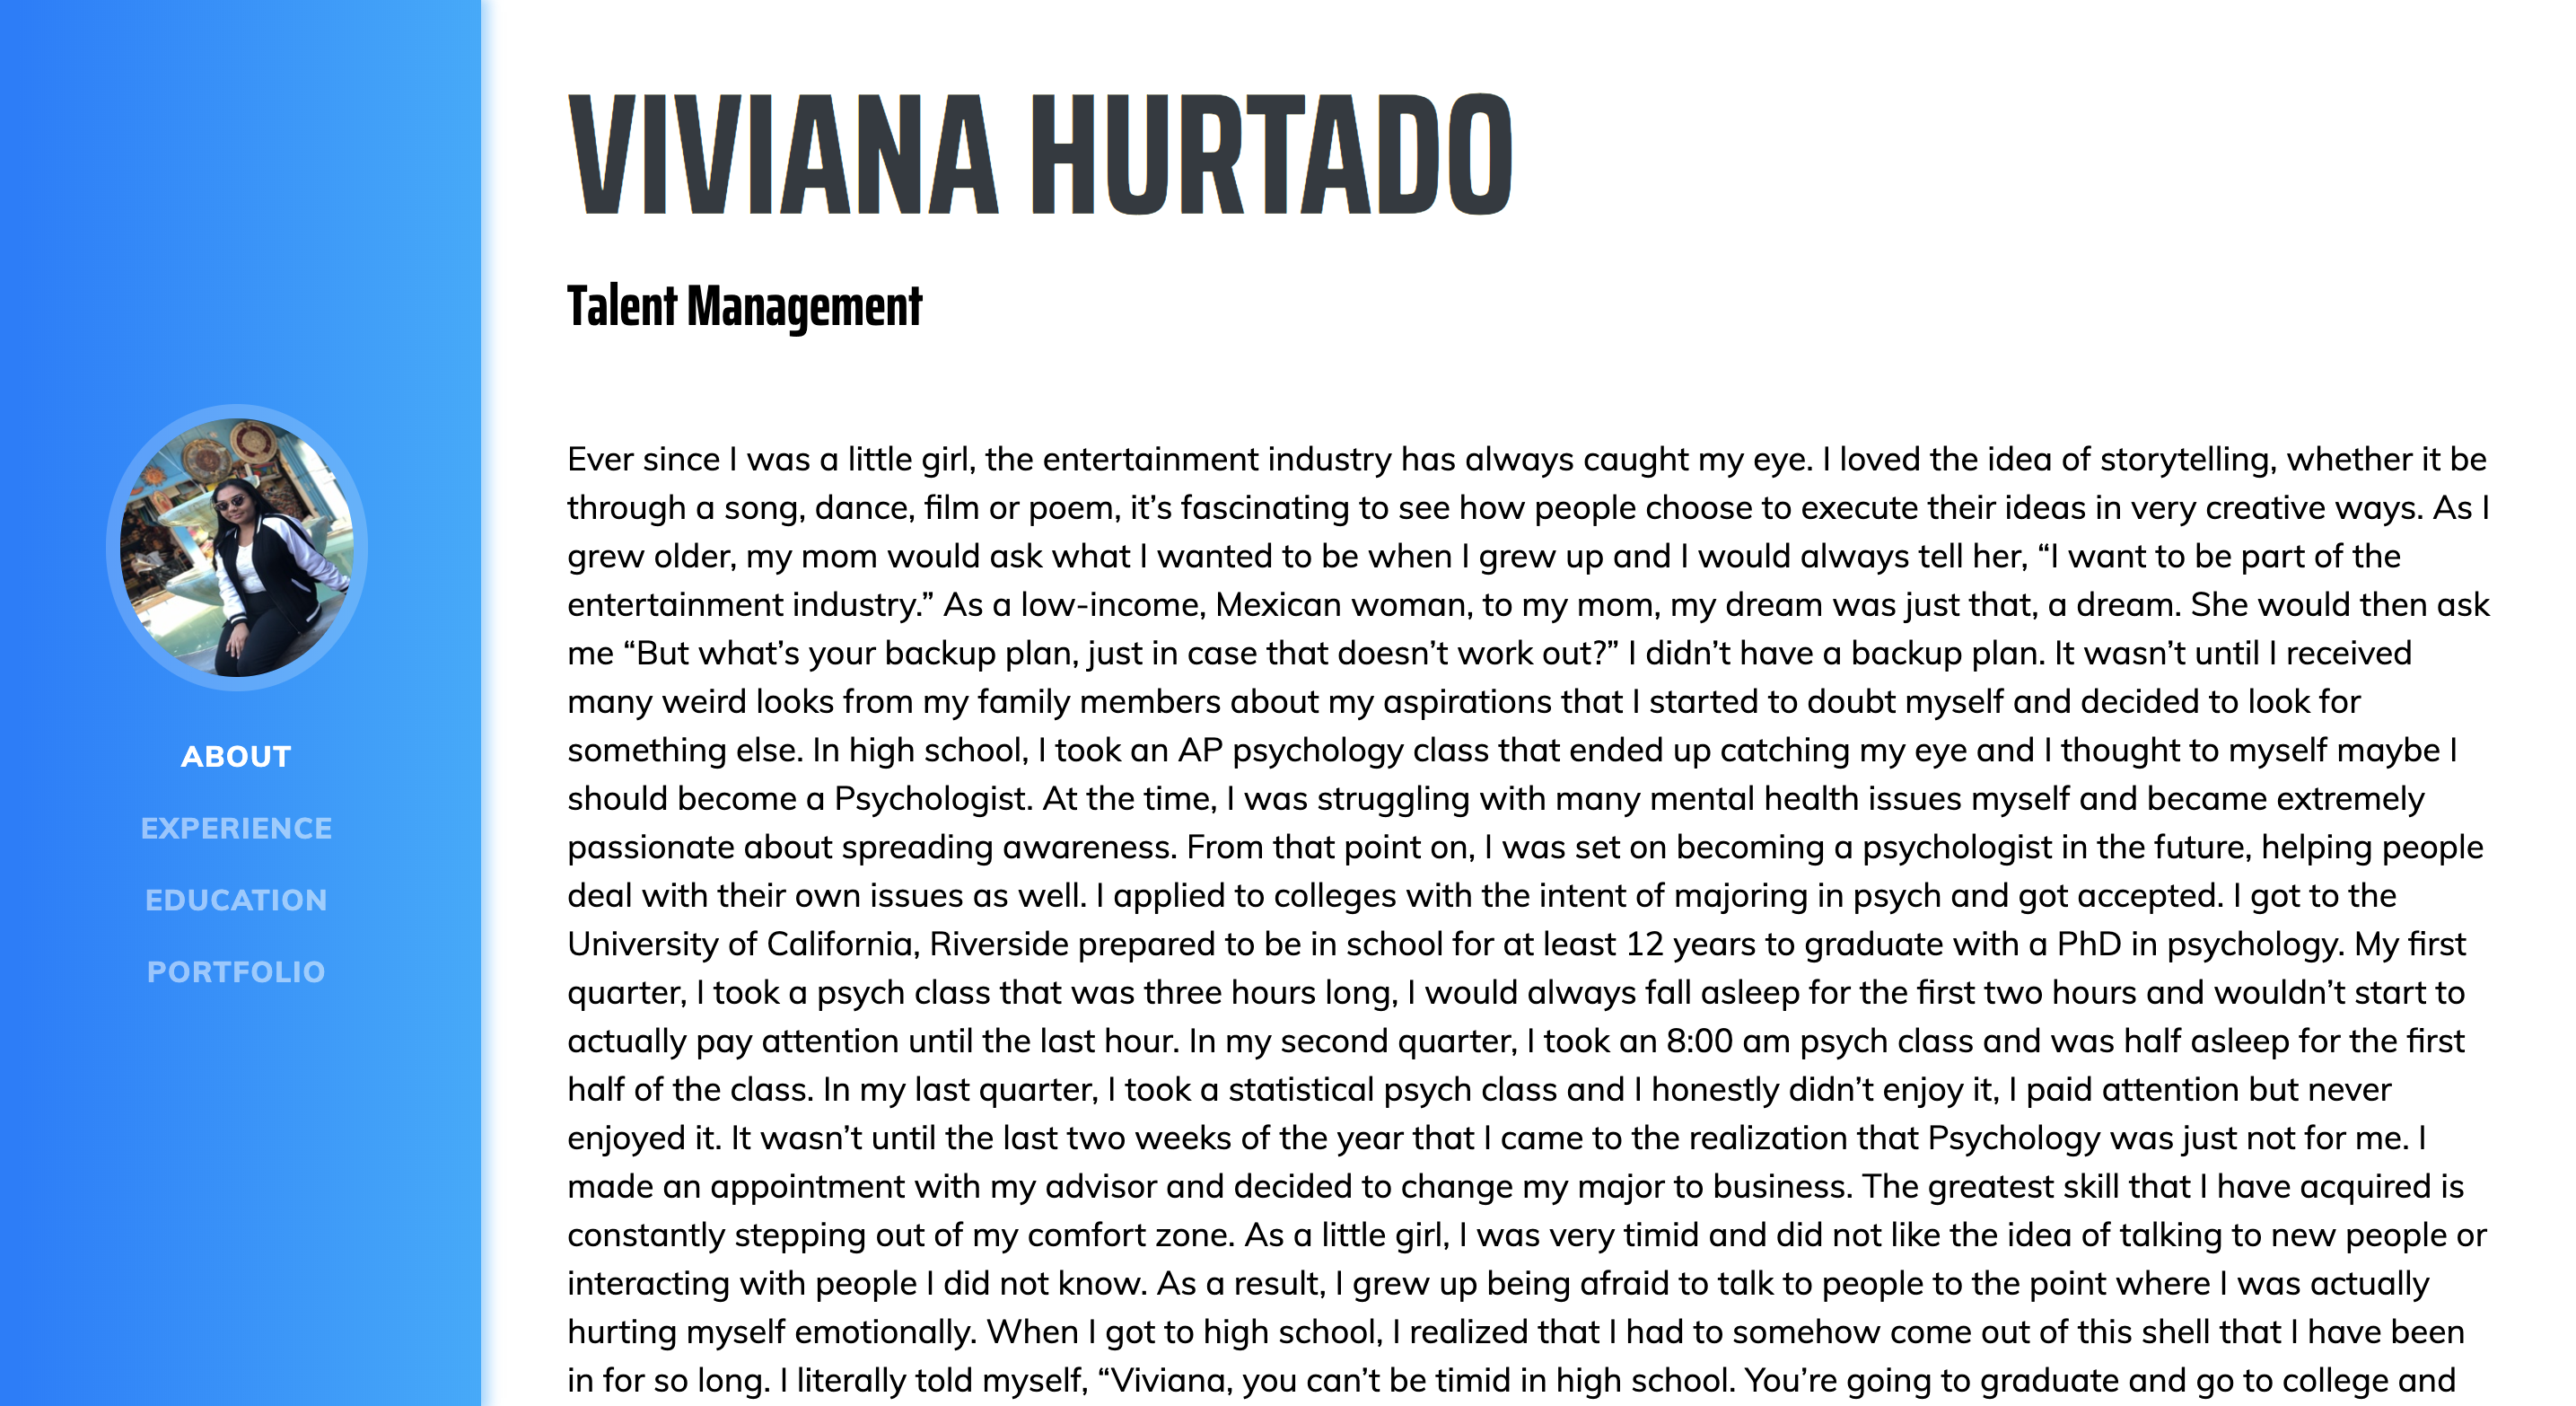 VIVIANA HURTADO
Talent Management
ABOUT
EXPERIENCE
EDUCATION
PORTFOLIO
Ever since I was a little girl, the entertainment industry has always caught my eye. I loved the idea of storytelling, whether it be
through a song, dance, film or poem, it’s fascinating to see how people choose to execute their ideas in very creative ways. As I
grew older, my mom would ask what I wanted to be when I grew up and I would always tell her, “I want to be part of the
entertainment industry.” As a low-income, Mexican woman, to my mom, my dream was just that, a dream. She would then ask
me “But what’s your backup plan, just in case that doesn’t work out?” I didn’t have a backup plan. It wasn’t until I received
many weird looks from my family members about my aspirations that I started to doubt myself and decided to look for
something else. In high school, I took an AP psychology class that ended up catching my eye and I thought to myself maybe I
should become a Psychologist. At the time, I was struggling with many mental health issues myself and became extremely
passionate about spreading awareness. From that point on, I was set on becoming a psychologist in the future, helping people
deal with their own issues as well. I applied to colleges with the intent of majoring in psych and got accepted. I got to the
University of California, Riverside prepared to be in school for at least 12 years to graduate with a PhD in psychology. My first
quarter, I took a psych class that was three hours long, I would always fall asleep for the first two hours and wouldn’t start to
actually pay attention until the last hour. In my second quarter, I took an 8:00 am psych class and was half asleep for the first
half of the class. In my last quarter, I took a statistical psych class and I honestly didn’t enjoy it, I paid attention but never
enjoyed it. It wasn’t until the last two weeks of the year that I came to the realization that Psychology was just not for me. I
made an appointment with my advisor and decided to change my major to business. The greatest skill that I have acquired is
constantly stepping out of my comfort zone. As a little girl, I was very timid and did not like the idea of talking to new people or
interacting with people I did not know. As a result, I grew up being afraid to talk to people to the point where I was actually
hurting myself emotionally. When I got to high school, I realized that I had to somehow come out of this shell that I have been
in for so long. I literally told myself, “Viviana, you can’t be timid in high school. You’re going to graduate and go to college and